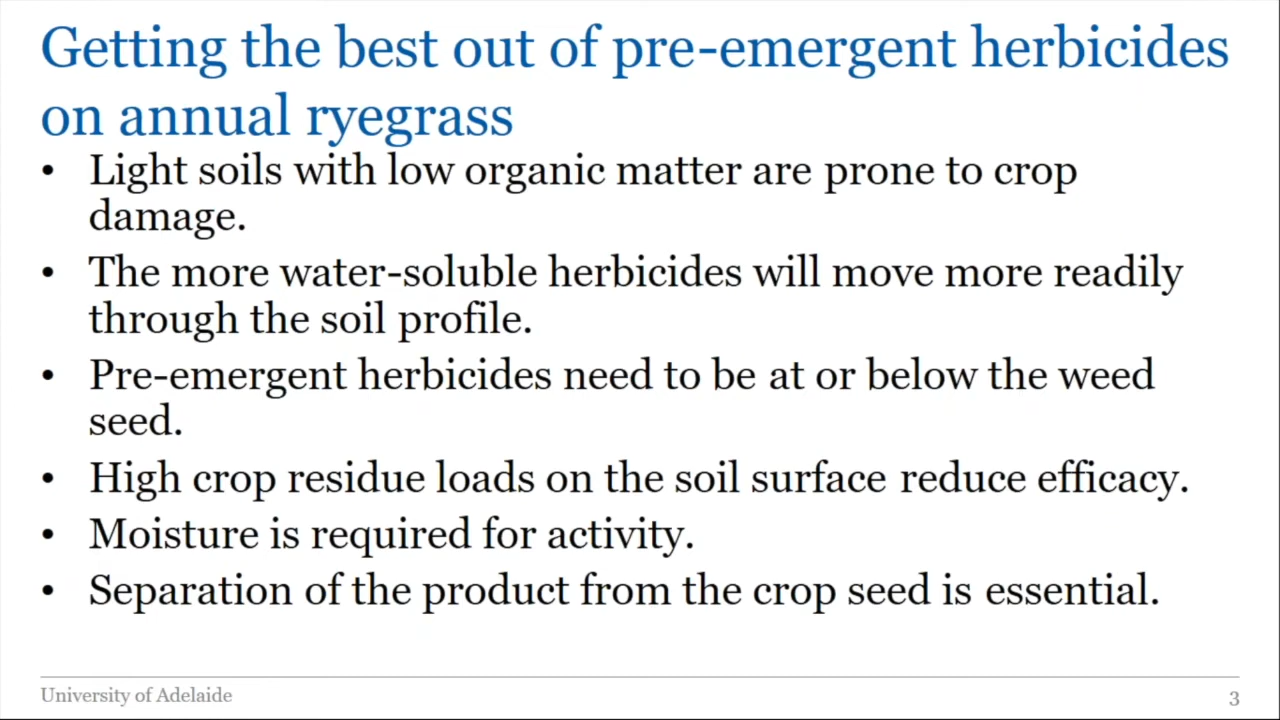 Getting the best out of pre-emergent herbicides
on annual ryegrass
• Light soils with low organic matter are prone to crop
damage.
• The more water-soluble herbicides will move more readily
through the soil profile.
• Pre-emergent herbicides need to be at or below the weed
seed.
• High crop residue loads on the soil surface reduce efficacy.
• Moisture is required for activity.
• Separation of the product from the crop seed is essential.
University of Adelaide
3